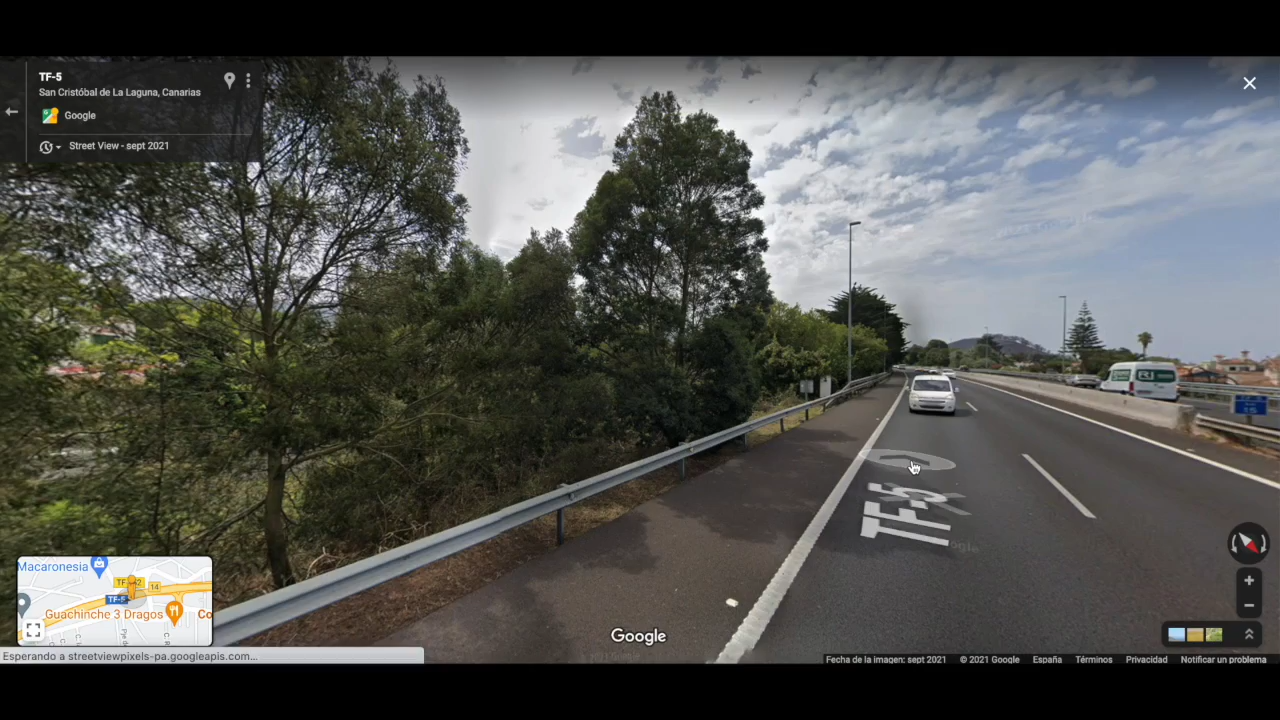 TF-5
San Cristóbal de La Laguna, Canarias
Google
Street View - sept 2021
TF-5
15
Macaronesia
14
TF-5
Guachinche 3 Dragos
Co
Google
Esperando a streetviewpixels-pa.googleapis.com...
Fecha de la imagen: sept 2021
© 2021 Google
España
Términos
Privacidad
Notificar un problema